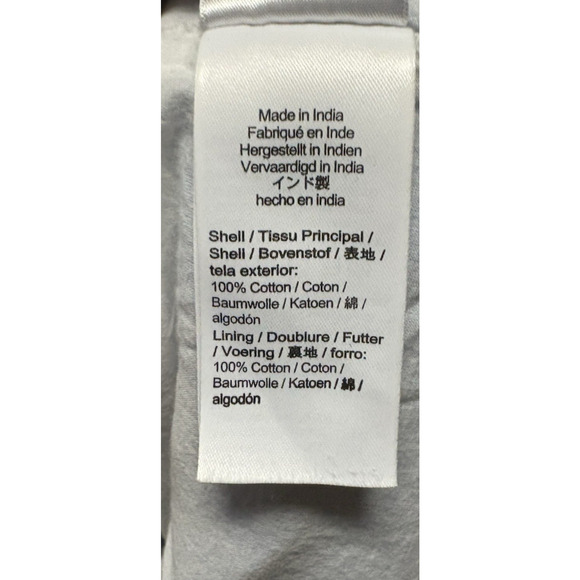 Made in India
Fabriqué en Inde
Hergestellt in Indien
Vervaardigd in India
インド製
hecho en india
Shell / Tissu Principal /
Shell / Bovenstof / 表地 /
tela exterior:
100% Cotton / Coton /
Baumwolle / Katoen / 綿 /
algodón
Lining / Doublure / Futter
/ Voering / 裏地 / forro:
100% Cotton / Coton /
Baumwolle / Katoen / 綿 /
algodón